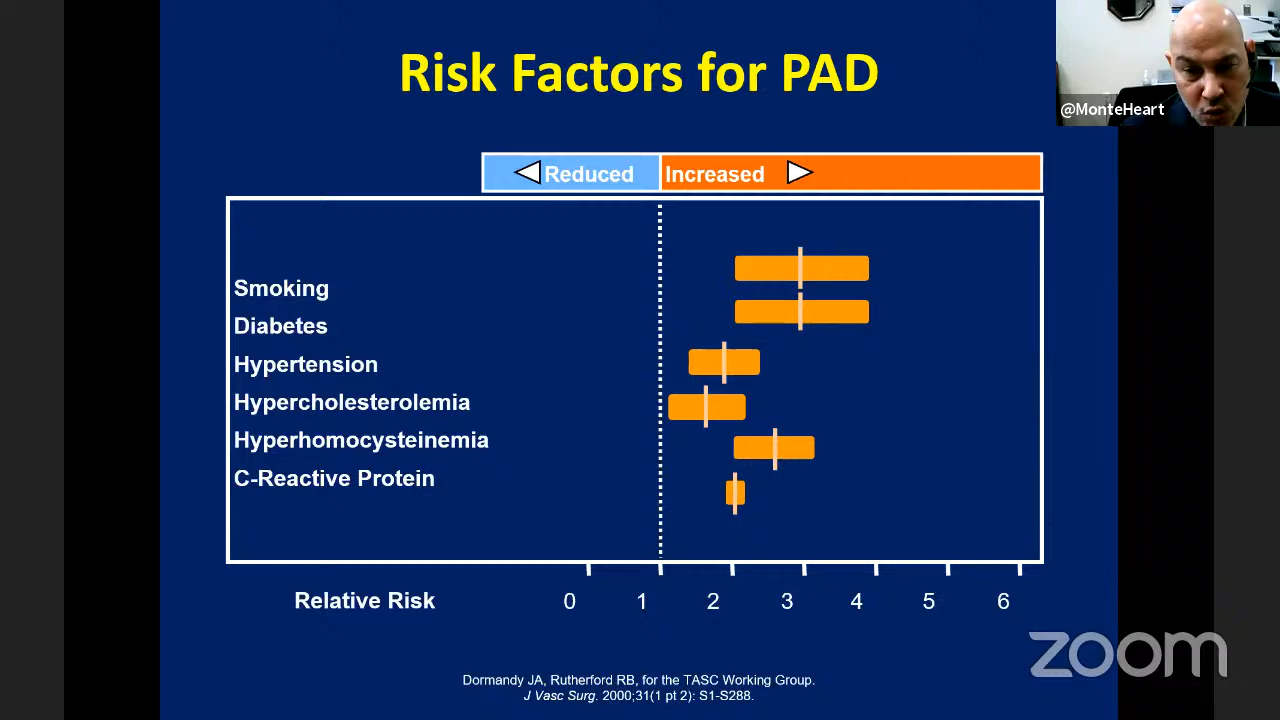 Risk Factors for PAD
@MonteHeart
Reduced Increased
Smoking
Diabetes
Hypertension
Hypercholesterolemia
Hyperhomocysteinemia
C-Reactive Protein
Relative Risk 0 1 2 3 4 5 6
zoom
Dormandy JA, Rutherford RB, for the TASC Working Group.
J Vasc Surg. 2000;31(1 pt 2): S1-S288.